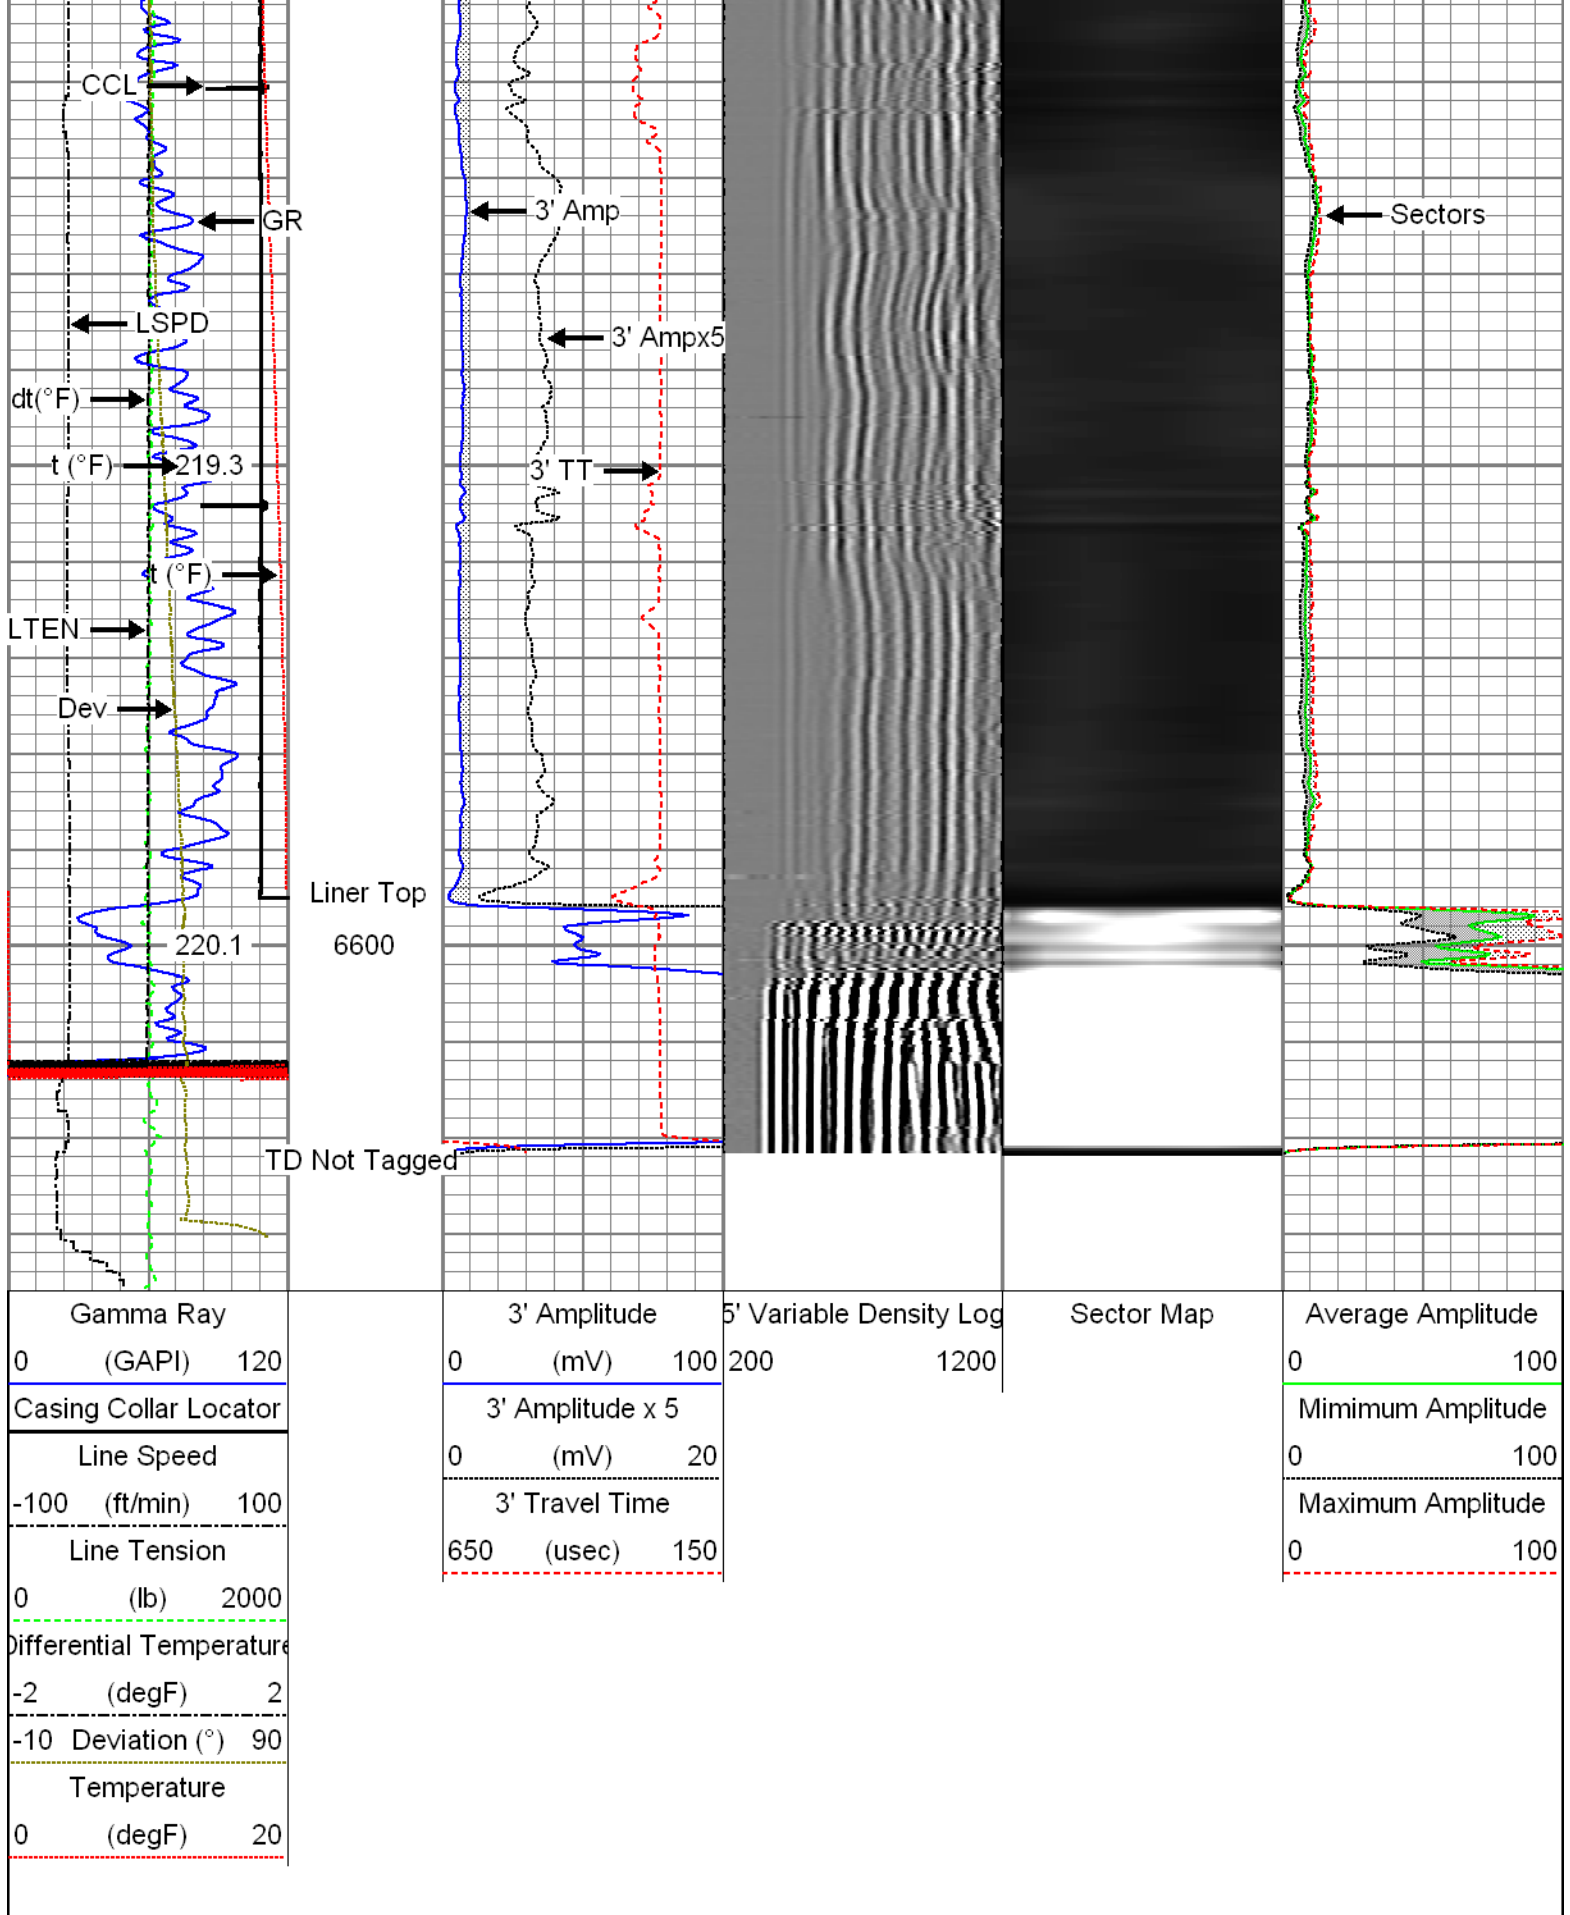 CCL
3' Amp
Sectors
GR
LSPD
3' Ampx5
dt(°F)
t (°F)
219.3
3' TT
t (°F)
LTEN
Dev
Liner Top
220.1
6600
TD Not Tagged
Gamma Ray
0 (GAPI) 120
Casing Collar Locator
Line Speed
-100 (ft/min) 100
Line Tension
0 (lb) 2000
Differential Temperature
-2 (degF) 2
-10 Deviation (°) 90
Temperature
0 (degF) 20
3' Amplitude
0 (mV) 100
3' Amplitude x 5
0 (mV) 20
3' Travel Time
650 (usec) 150
5' Variable Density Log
200 1200
Sector Map
Average Amplitude
0 100
Mimimum Amplitude
0 100
Maximum Amplitude
0 100